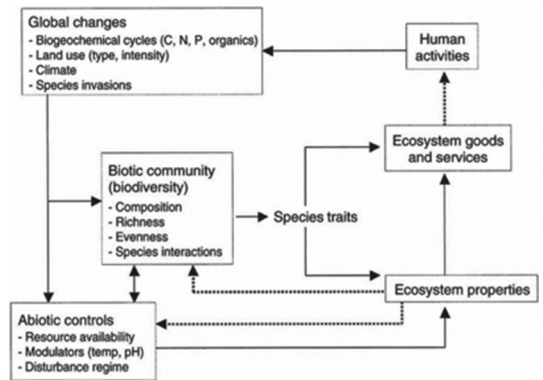 Global changes
- Biogeochemical cycles (C, N, P, organics)
- Land use (type, intensity)
- Climate
- Species invasions
Human
activities
Ecosystem goods
and services
Biotic community
(biodiversity)
- Composition
- Richness
- Evenness
- Species interactions
Species traits
Ecosystem properties
Abiotic controls
- Resource availability
- Modulators (temp, pH)
- Disturbance regime